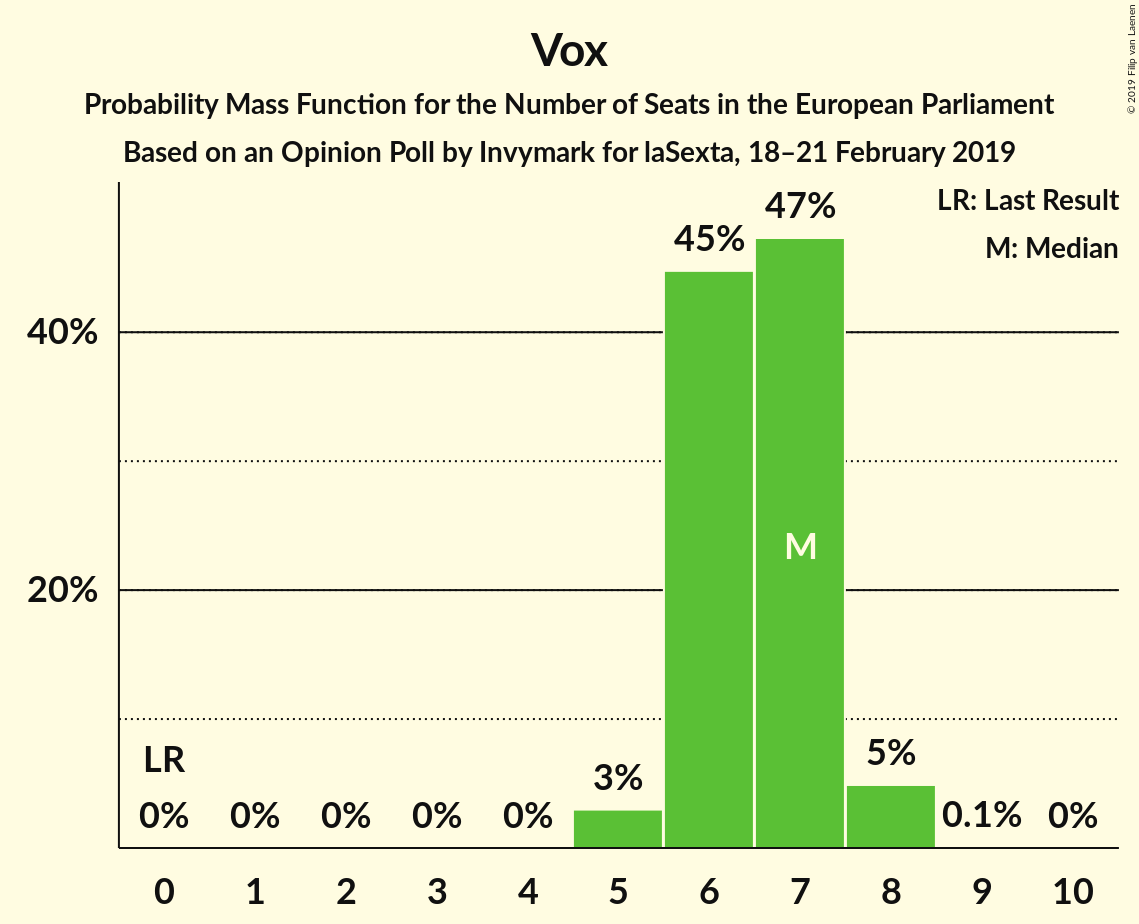 Vox
Probability Mass Function for the Number of Seats in the European Parliament
Based on an Opinion Poll by Invymark for laSexta, 18–21 February 2019
© 2019 Filip van Laenen
LR: Last Result
M: Median
47%
45%
40%
M
20%
LR
5%
3%
0% 0% 0% 0% 0% 0.1% 0%
0 1 2 3 4 5 6 7 8 9 10